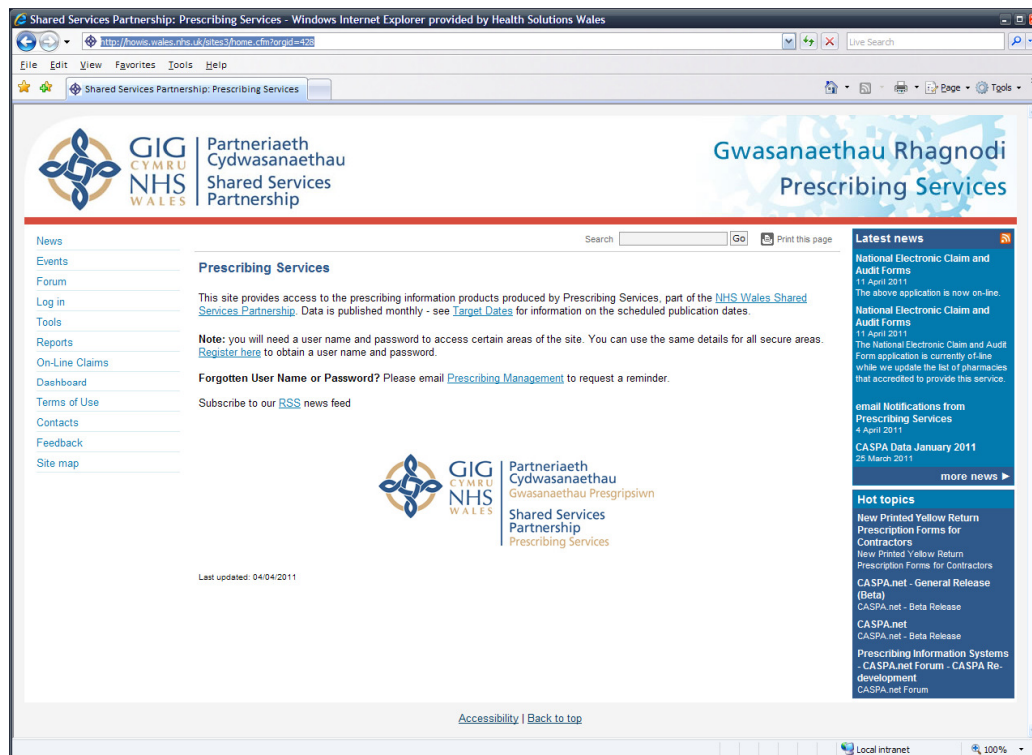 Shared Services Partnership: Prescribing Services - Windows Internet Explorer provided by Health Solutions Wales
http://howis.wales.nhs.uk/sites3/home.cfm?orgid=428
Live Search
File Edit View Favorites Tools Help
Shared Services Partnership: Prescribing Services
Page Tools
GIG
CYMRU
NHS
WALES
Partneriaeth
Cydwasanaethau
Shared Services
Partnership
Gwasanaethau Rhagnodi
Prescribing Services
News
Events
Forum
Log in
Tools
Reports
On-Line Claims
Dashboard
Terms of Use
Contacts
Feedback
Site map
Search Go Print this page
Prescribing Services
This site provides access to the prescribing information products produced by Prescribing Services, part of the NHS Wales Shared
Services Partnership. Data is published monthly - see Target Dates for information on the scheduled publication dates.
Note: you will need a user name and password to access certain areas of the site. You can use the same details for all secure areas.
Register here to obtain a user name and password.
Forgotten User Name or Password? Please email Prescribing Management to request a reminder.
Subscribe to our RSS news feed
GIG
CYMRU
NHS
WALES
Partneriaeth
Cydwasanaethau
Gwasanaethau Presgripsiwn
Shared Services
Partnership
Prescribing Services
Last updated: 04/04/2011
Latest news
National Electronic Claim and
Audit Forms
11 April 2011
The above application is now on-line.
National Electronic Claim and
Audit Forms
11 April 2011
The National Electronic Claim and Audit
Form application is currently of-line
while we update the list of pharmacies
that accredited to provide this service.
email Notifications from
Prescribing Services
4 April 2011
CASPA Data January 2011
25 March 2011
more news
Hot topics
New Printed Yellow Return
Prescription Forms for
Contractors
New Printed Yellow Return
Prescription Forms for Contractors
CASPA.net - General Release
(Beta)
CASPA.net - Beta Release
CASPA.net
CASPA.net - Beta Release
Prescribing Information Systems
- CASPA.net Forum - CASPA Re-
development
CASPA.net Forum
Accessibility | Back to top
Local intranet 100%